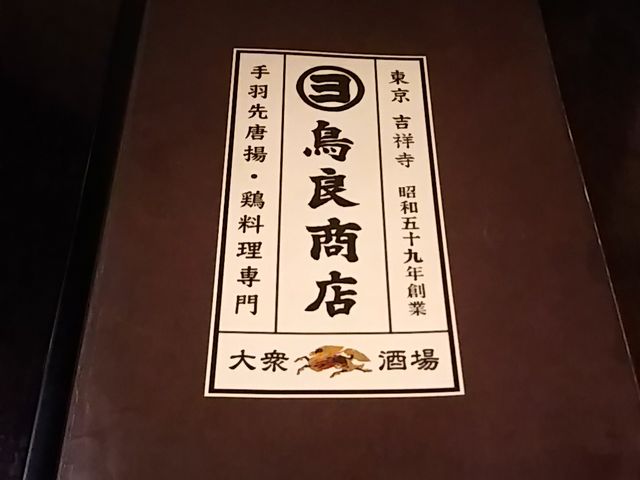 東京 吉祥寺 昭和五十九年創業
ヨ
鳥良商店
手羽先唐揚・鶏料理専門
大衆 酒場